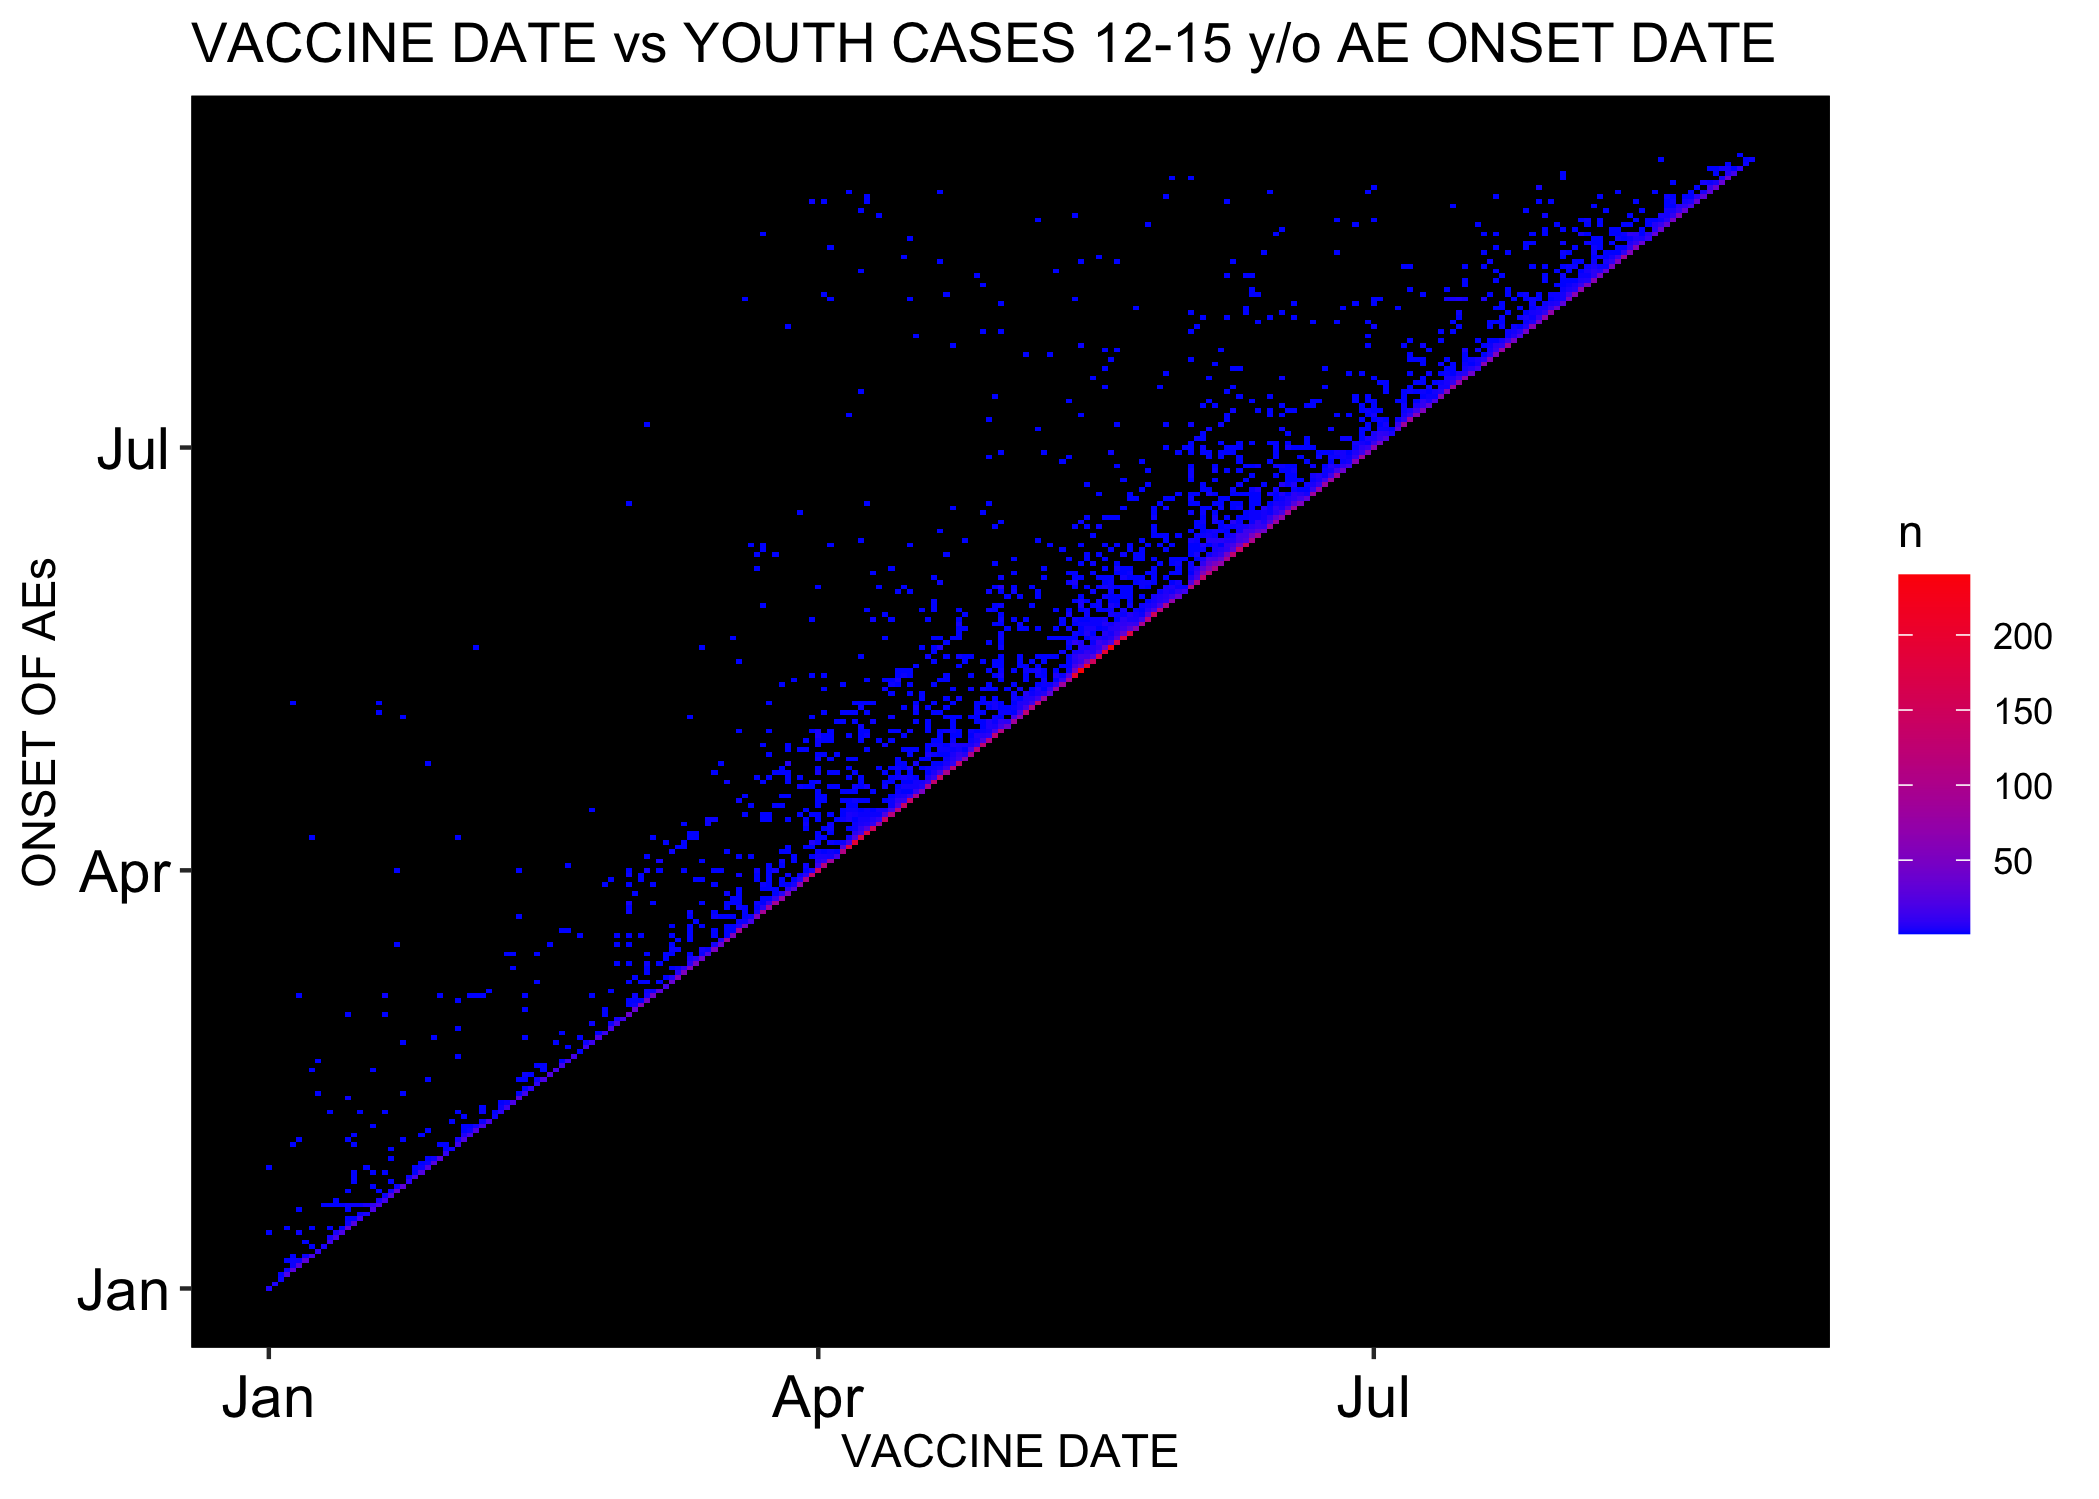 VACCINE DATE vs YOUTH CASES 12-15 y/o AE ONSET DATE
ONSET OF AEs
Jul
Apr
Jan
Jan
Apr
Jul
VACCINE DATE
n
200
150
100
50